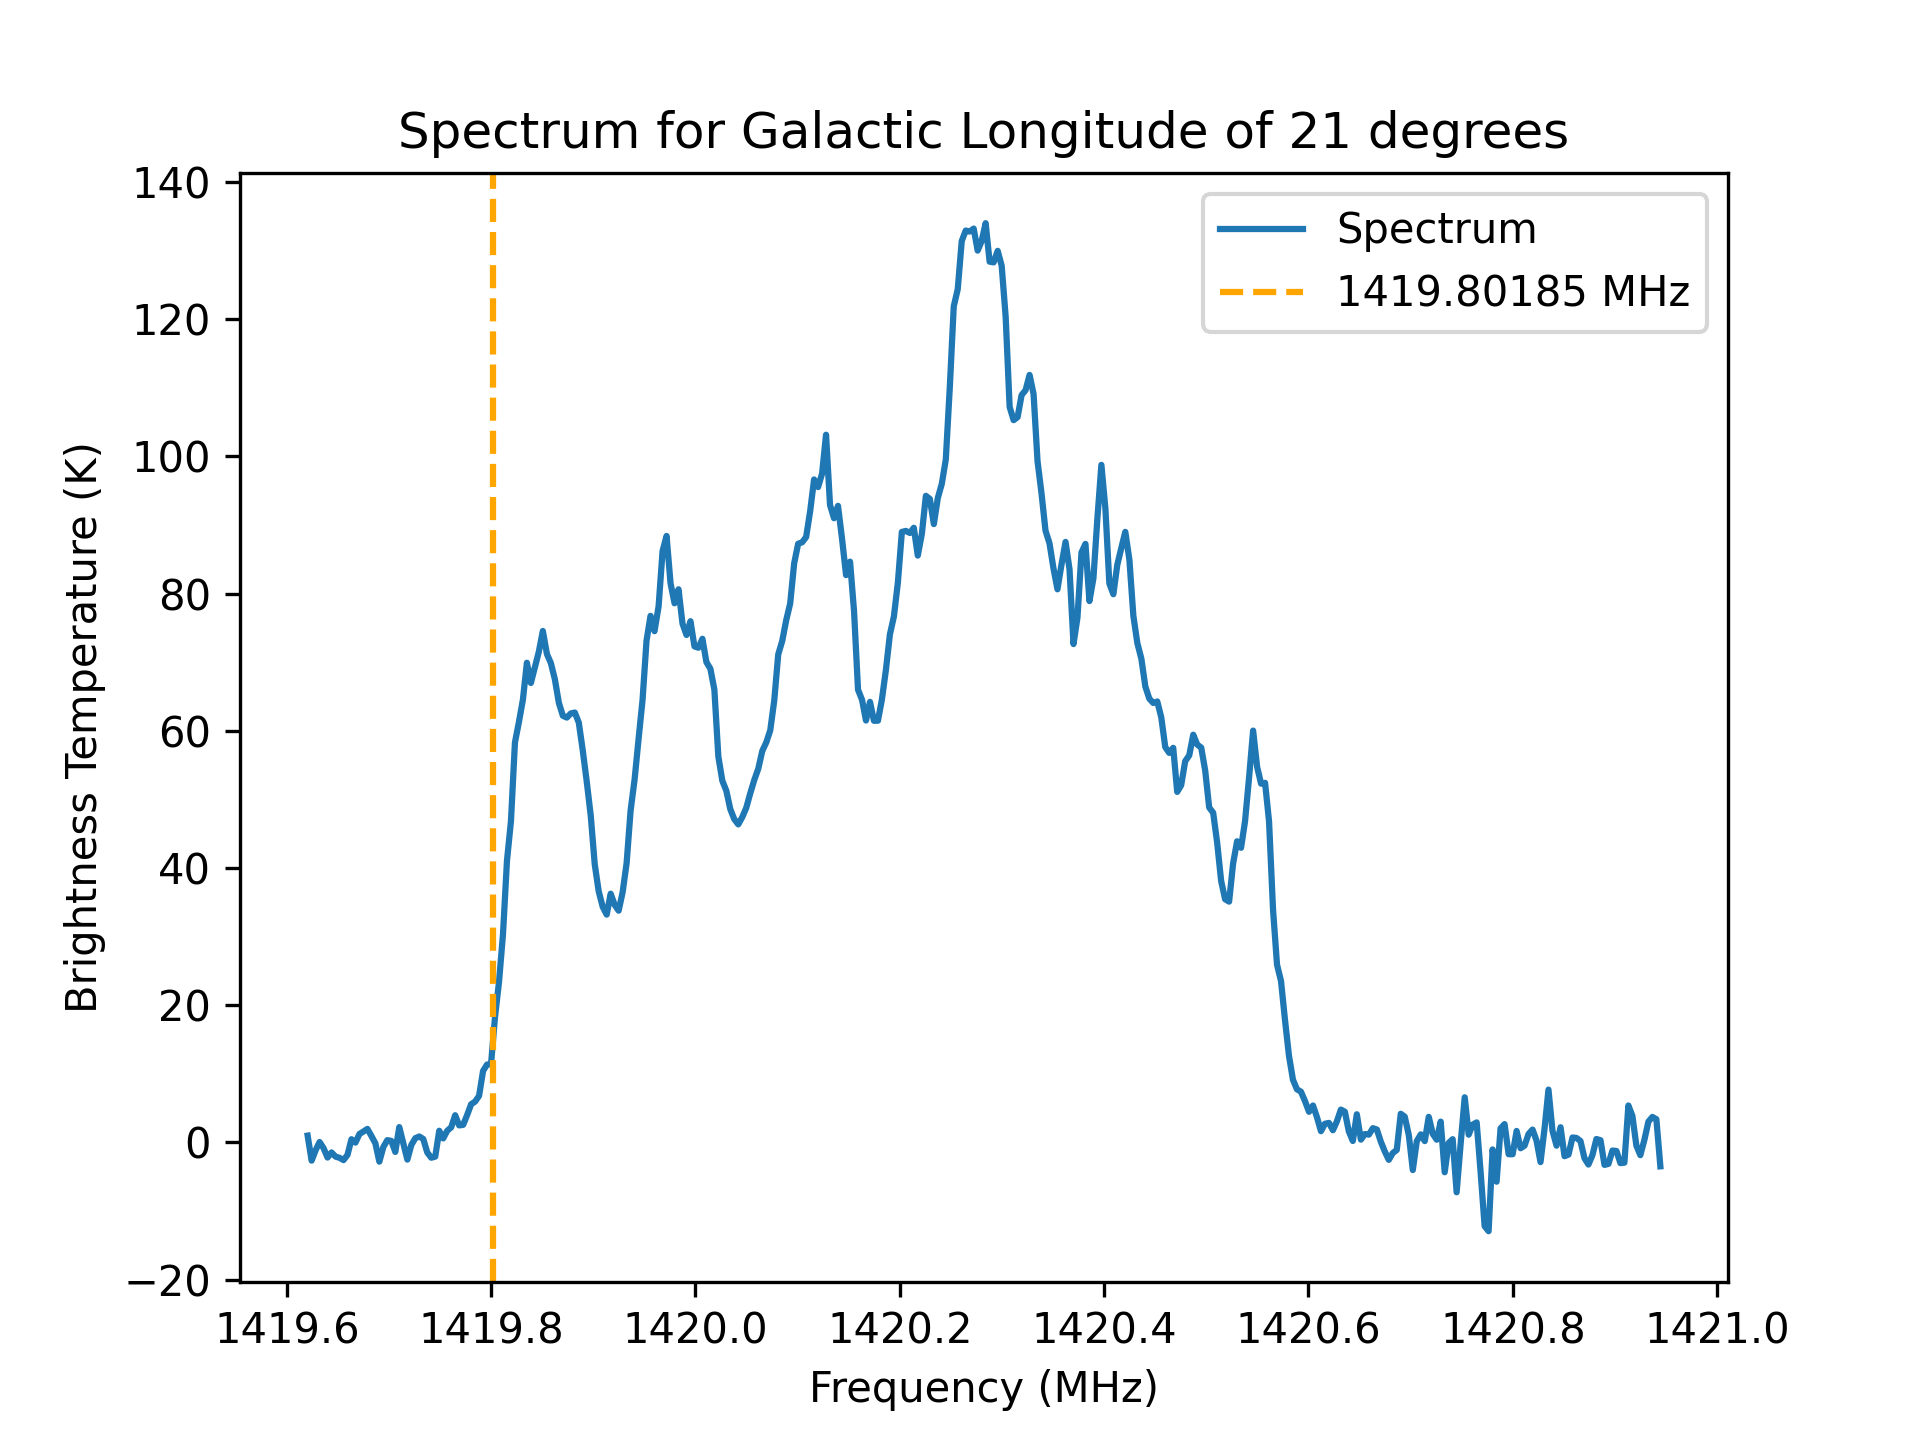 Spectrum for Galactic Longitude of 21 degrees
Spectrum
1419.80185 MHz
Brightness Temperature (K)
140
120
100
80
60
40
20
0
−20
1419.6 1419.8 1420.0 1420.2 1420.4 1420.6 1420.8 1421.0
Frequency (MHz)